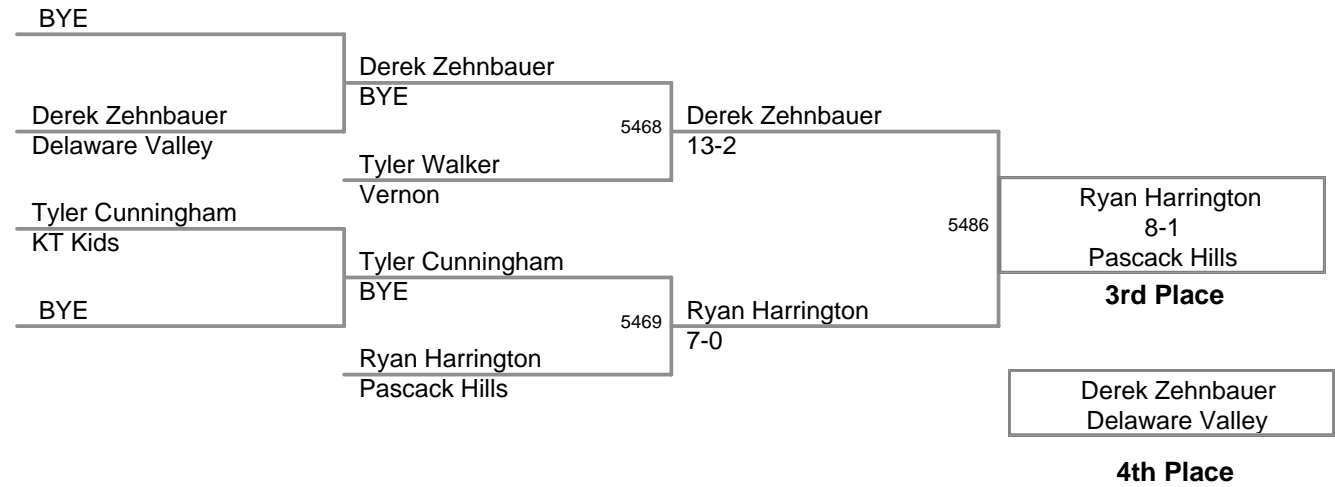 BYE
Derek Zehnbauer
BYE
Derek Zehnbauer
Delaware Valley
5468
Derek Zehnbauer
13-2
Tyler Walker
Vernon
Tyler Cunningham
KT Kids
5486
Ryan Harrington
8-1
Pascack Hills
3rd Place
Tyler Cunningham
BYE
BYE
5469
Ryan Harrington
7-0
Ryan Harrington
Pascack Hills
Derek Zehnbauer
Delaware Valley
4th Place